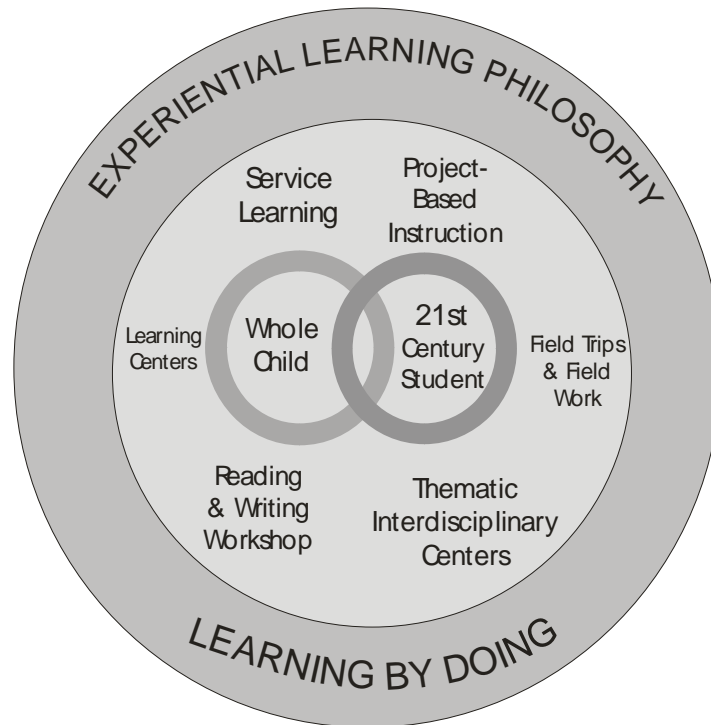 EXPERIENTIAL LEARNING PHILOSOPHY
Service
Learning
Project-
Based
Instruction
Learning
Centers
Whole
Child
21st
Century
Student
Field Trips
& Field
Work
Reading
& Writing
Workshop
Thematic
Interdisciplinary
Centers
LEARNING BY DOING